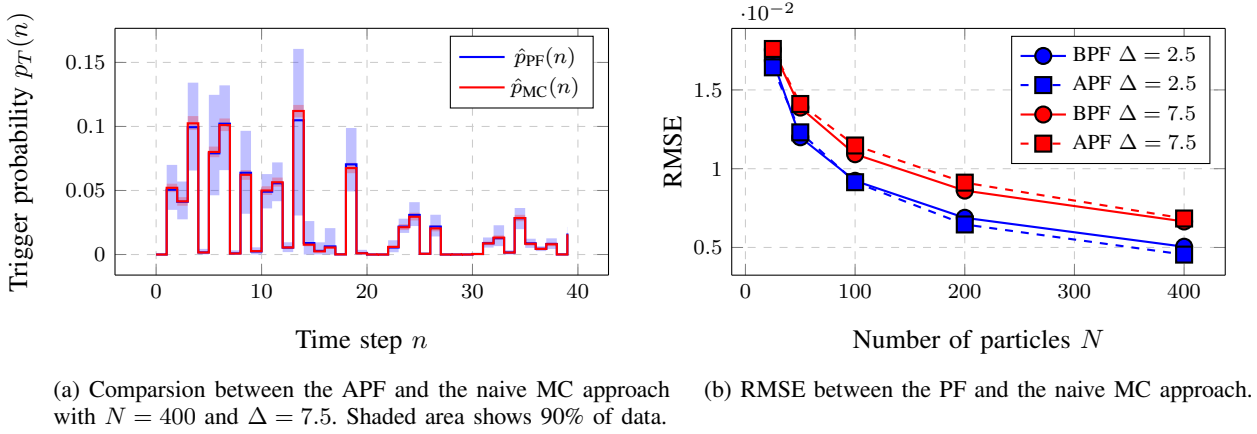 Trigger probability p_T(n)
0.15
0.1
0.05
0
0
10
20
30
40
Time step n
p̂_PF(n)
p̂_MC(n)
(a) Comparsion between the APF and the naive MC approach
with N = 400 and Δ = 7.5. Shaded area shows 90% of data.
·10⁻²
RMSE
1.5
1
0.5
0
100
200
300
400
Number of particles N
BPF Δ = 2.5
APF Δ = 2.5
BPF Δ = 7.5
APF Δ = 7.5
(b) RMSE between the PF and the naive MC approach.